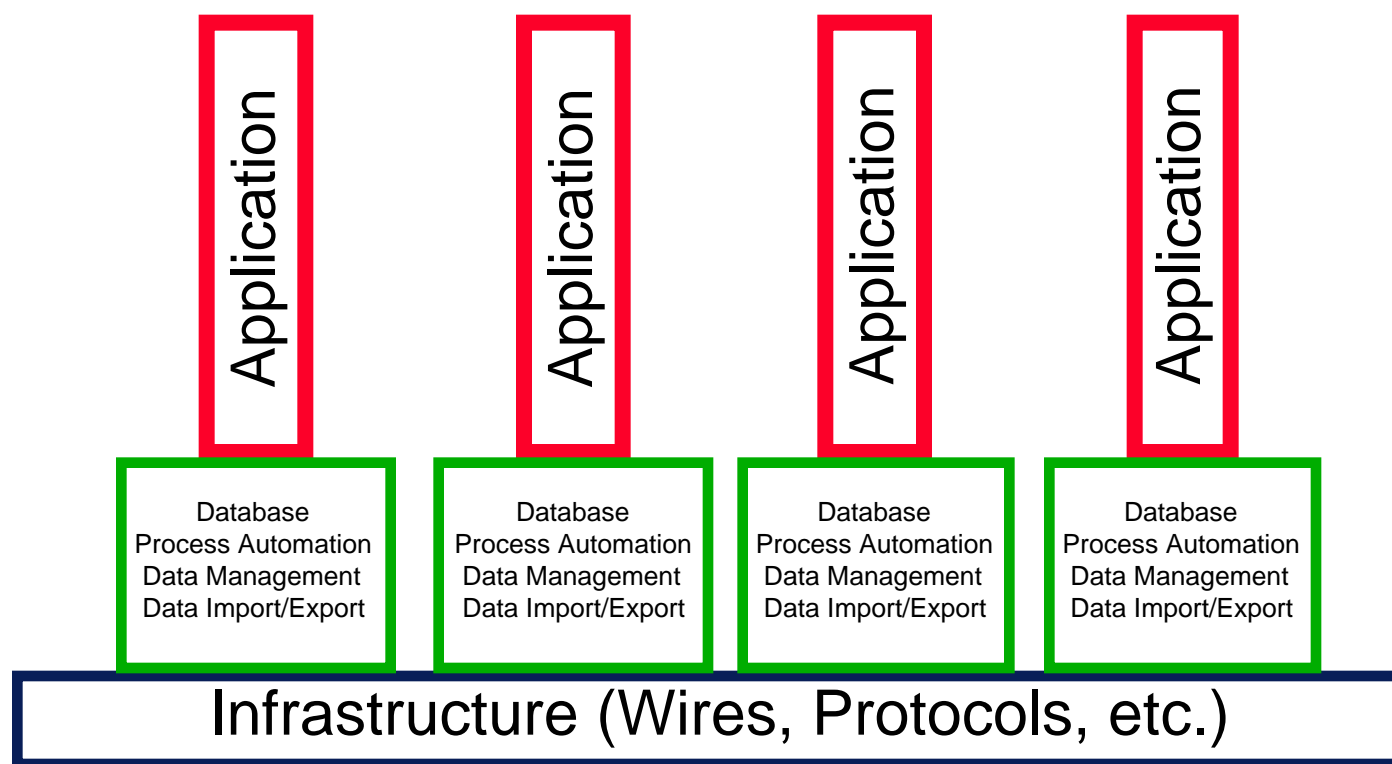 Application
Application
Application
Application
Database
Process Automation
Data Management
Data Import/Export
Database
Process Automation
Data Management
Data Import/Export
Database
Process Automation
Data Management
Data Import/Export
Database
Process Automation
Data Management
Data Import/Export
Infrastructure (Wires, Protocols, etc.)